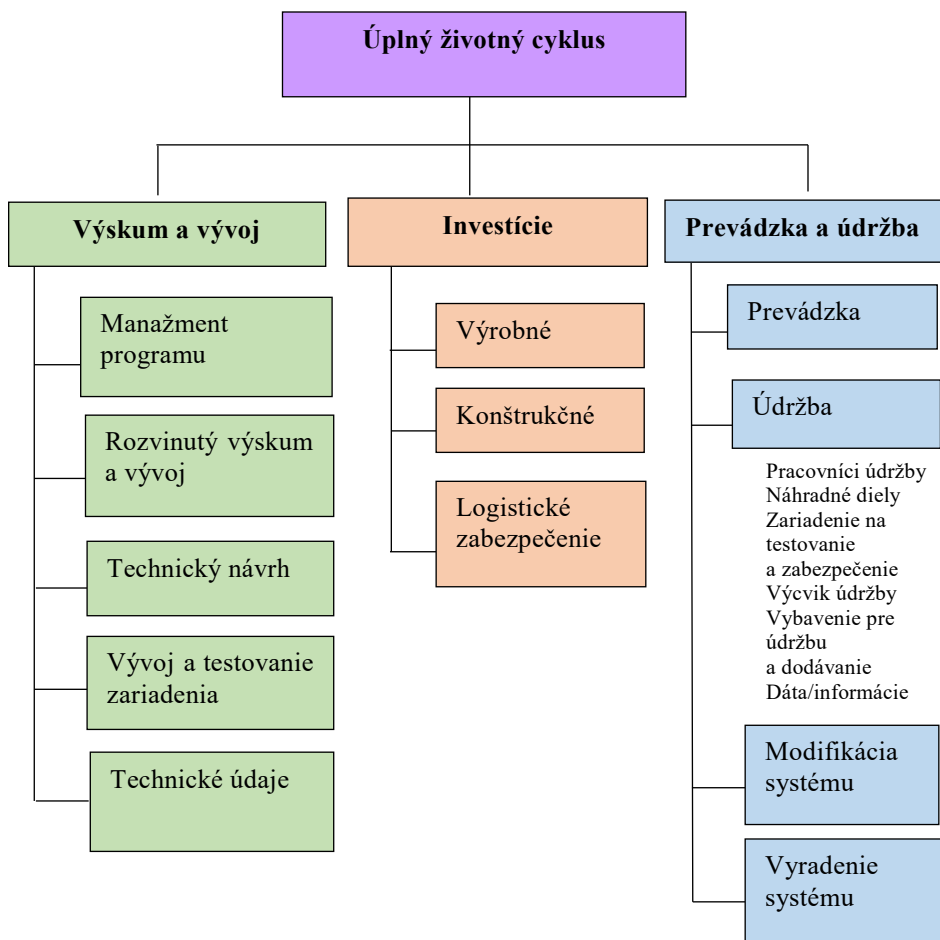 Úplný životný cyklus
Výskum a vývoj
Manažment
programu
Rozvinutý výskum
a vývoj
Technický návrh
Vývoj a testovanie
zariadenia
Technické údaje
Investície
Výrobné
Konštrukčné
Logistické
zabezpečenie
Prevádzka a údržba
Prevádzka
Údržba
Pracovníci údržby
Náhradné diely
Zariadenie na
testovanie
a zabezpečenie
Výcvik údržby
Vybavenie pre
údržbu
a dodávanie
Dáta/informácie
Modifikácia
systému
Vyradenie
systému